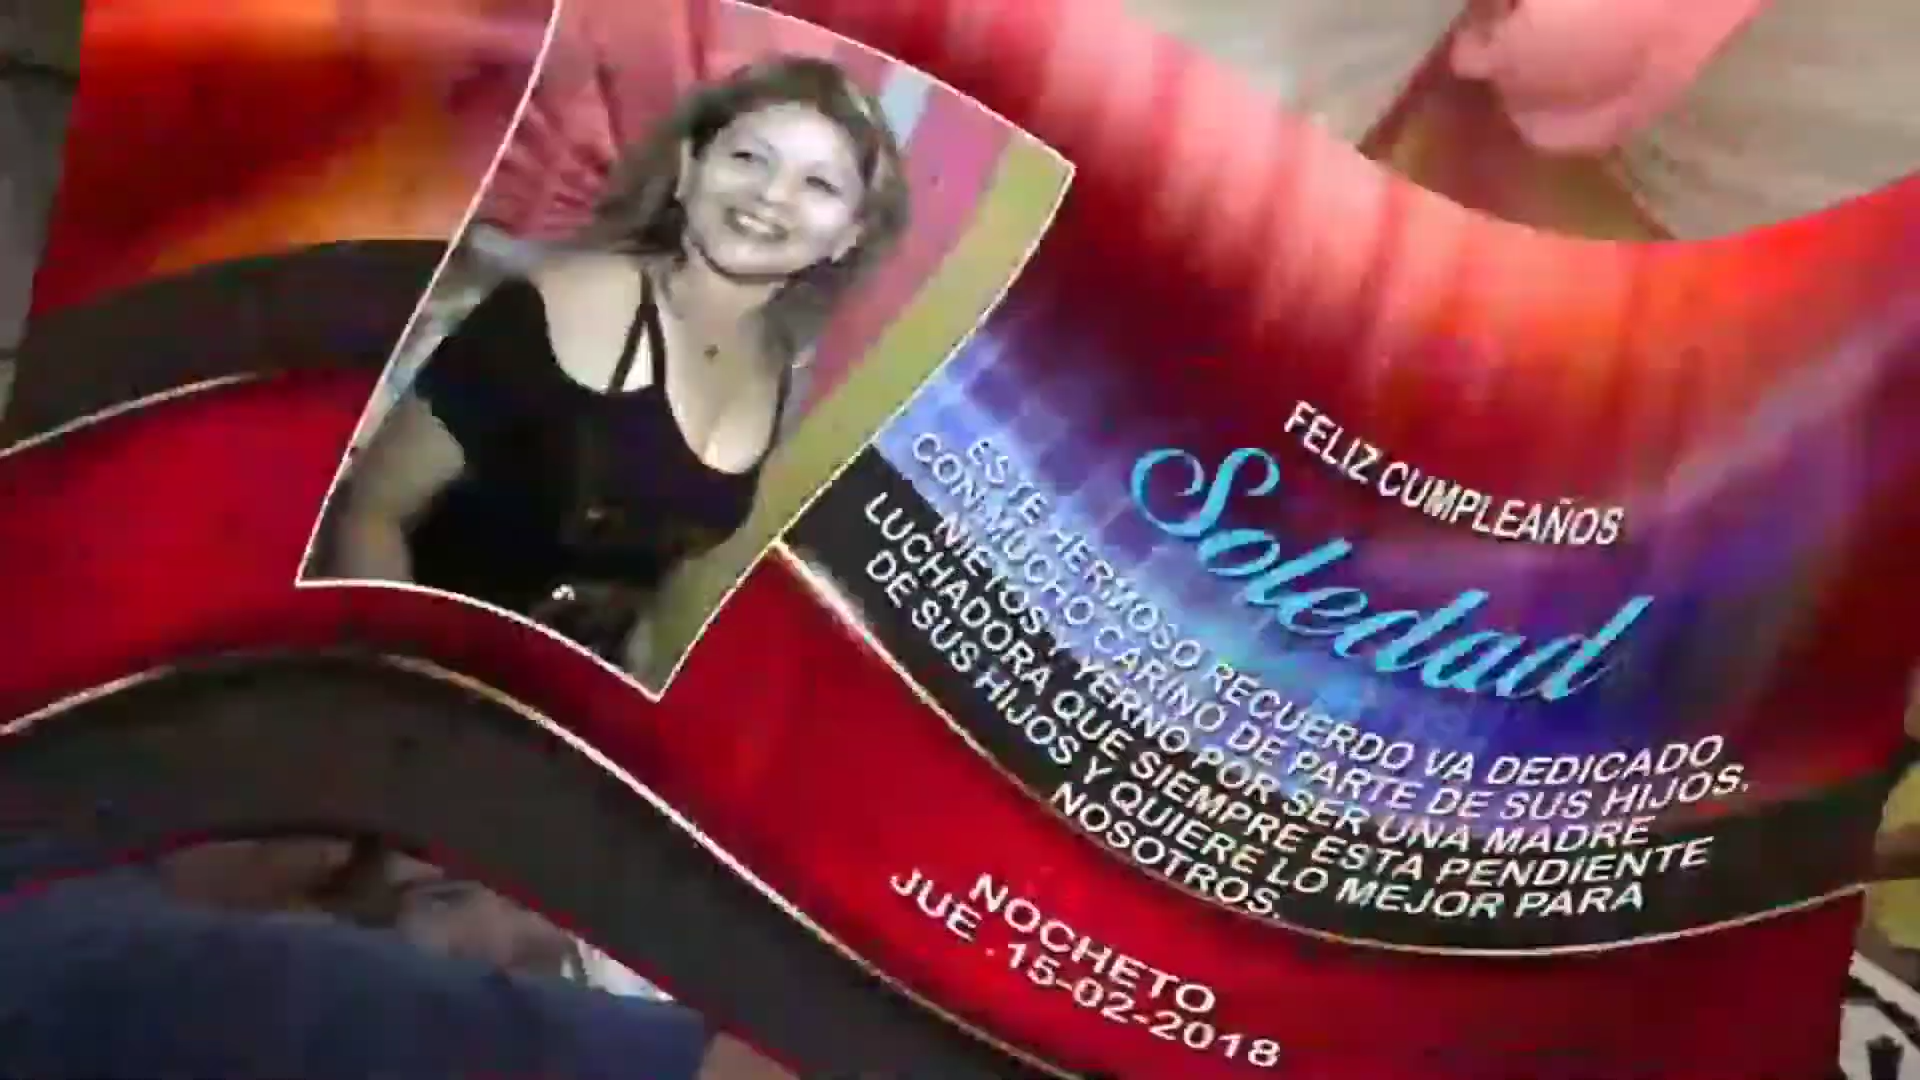 FELIZ CUMPLEAÑOS
Soledad
ESTE HERMOSO RECUERDO VA DEDICADO
CON MUCHO CARIÑO DE PARTE DE SUS HIJOS.
NIETOS Y YERNO POR SER UNA MADRE
LUCHADORA QUE SIEMPRE ESTA PENDIENTE
DE SUS HIJOS Y QUIERE LO MEJOR PARA
NOSOTROS.
NOCHETO
JUE .15-02-2018